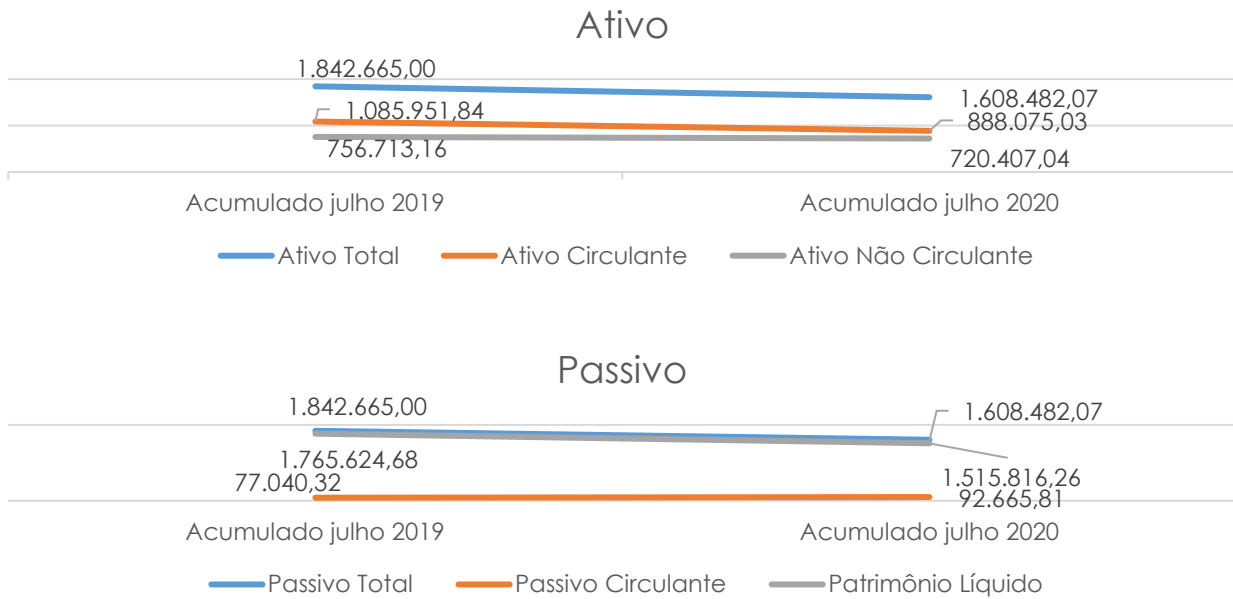 Ativo
1.842.665,00
1.608.482,07
1.085.951,84
888.075,03
756.713,16
720.407,04
Acumulado julho 2019
Acumulado julho 2020
Ativo Total
Ativo Circulante
Ativo Não Circulante
Passivo
1.842.665,00
1.608.482,07
1.765.624,68
1.515.816,26
77.040,32
92.665,81
Acumulado julho 2019
Acumulado julho 2020
Passivo Total
Passivo Circulante
Patrimônio Líquido